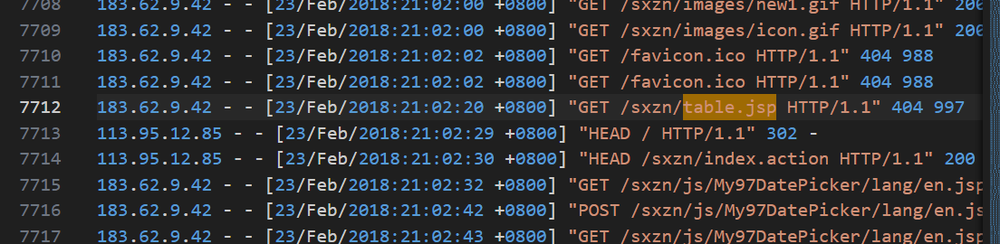 7708 183.62.9.42 - - [23/Feb/2018:21:02:00 +0800] "GET /sxzn/images/new1.gif HTTP/1.1" 200
7709 183.62.9.42 - - [23/Feb/2018:21:02:00 +0800] "GET /sxzn/images/icon.gif HTTP/1.1" 200
7710 183.62.9.42 - - [23/Feb/2018:21:02:02 +0800] "GET /favicon.ico HTTP/1.1" 404 988
7711 183.62.9.42 - - [23/Feb/2018:21:02:02 +0800] "GET /favicon.ico HTTP/1.1" 404 988
7712 183.62.9.42 - - [23/Feb/2018:21:02:20 +0800] "GET /sxzn/table.jsp HTTP/1.1" 404 997
7713 113.95.12.85 - - [23/Feb/2018:21:02:29 +0800] "HEAD / HTTP/1.1" 302 -
7714 113.95.12.85 - - [23/Feb/2018:21:02:30 +0800] "HEAD /sxzn/index.action HTTP/1.1" 200
7715 183.62.9.42 - - [23/Feb/2018:21:02:32 +0800] "GET /sxzn/js/My97DatePicker/lang/en.jsp
7716 183.62.9.42 - - [23/Feb/2018:21:02:42 +0800] "POST /sxzn/js/My97DatePicker/lang/en.js
7717 183.62.9.42 - - [23/Feb/2018:21:02:43 +0800] "GET /sxzn/js/My97DatePicker/lang/en.jsp